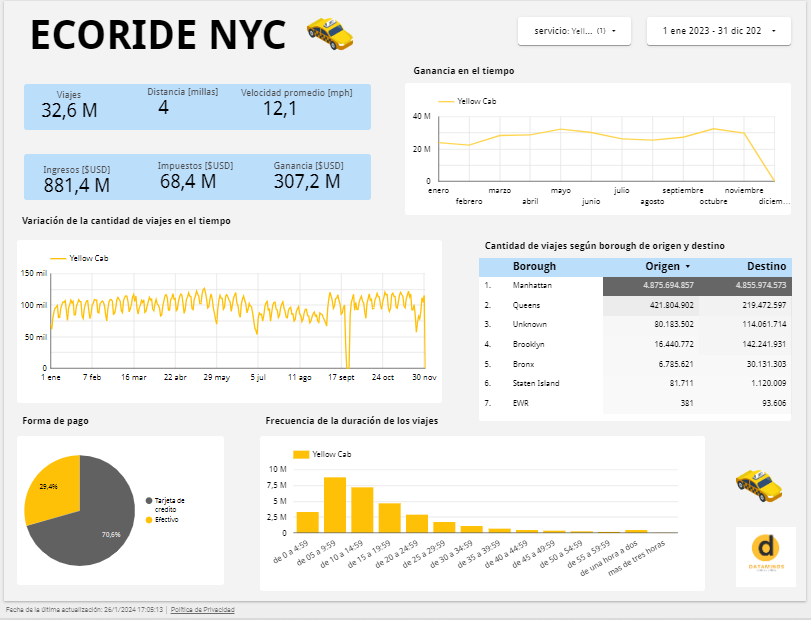 ECORIDE NYC
servicio: Yell... (1)
1 ene 2023 - 31 dic 202
Viajes
32,6 M
Distancia [millas]
4
Velocidad promedio [mph]
12,1
Ingresos [$USD]
881,4 M
Impuestos [$USD]
68,4 M
Ganancia [$USD]
307,2 M
Ganancia en el tiempo
Yellow Cab
40 M
20 M
0
enero
febrero
marzo
abril
mayo
junio
julio
agosto
septiembre
octubre
noviembre
diciem...
Variación de la cantidad de viajes en el tiempo
Yellow Cab
150 mil
100 mil
50 mil
0
1 ene 7 feb 16 mar 22 abr 29 may 5 jul 11 ago 17 sept 24 oct 30 nov
Cantidad de viajes según borough de origen y destino
Borough Origen Destino
1. Manhattan 4.875.694.857 4.855.974.573
2. Queens 421.804.902 219.472.597
3. Unknown 80.183.502 114.061.714
4. Brooklyn 16.440.772 142.241.931
5. Bronx 6.785.621 30.131.303
6. Staten Island 81.711 1.120.009
7. EWR 381 93.606
Forma de pago
29,4%
70,6%
Tarjeta de
crédito
Efectivo
Frecuencia de la duración de los viajes
Yellow Cab
10 M
7,5 M
5 M
2,5 M
0
de 0 a 4:59
de 05 a 9:59
de 10 a 14:59
de 15 a 19:59
de 20 a 24:59
de 25 a 29:59
de 30 a 34:59
de 35 a 39:59
de 40 a 44:59
de 45 a 49:59
de 50 a 54:59
de 55 a 59:59
de una hora a dos
mas de tres horas
d
DATAMINDS
Fecha de la última actualización: 26/1/2024 17:05:13 | Política de Privacidad